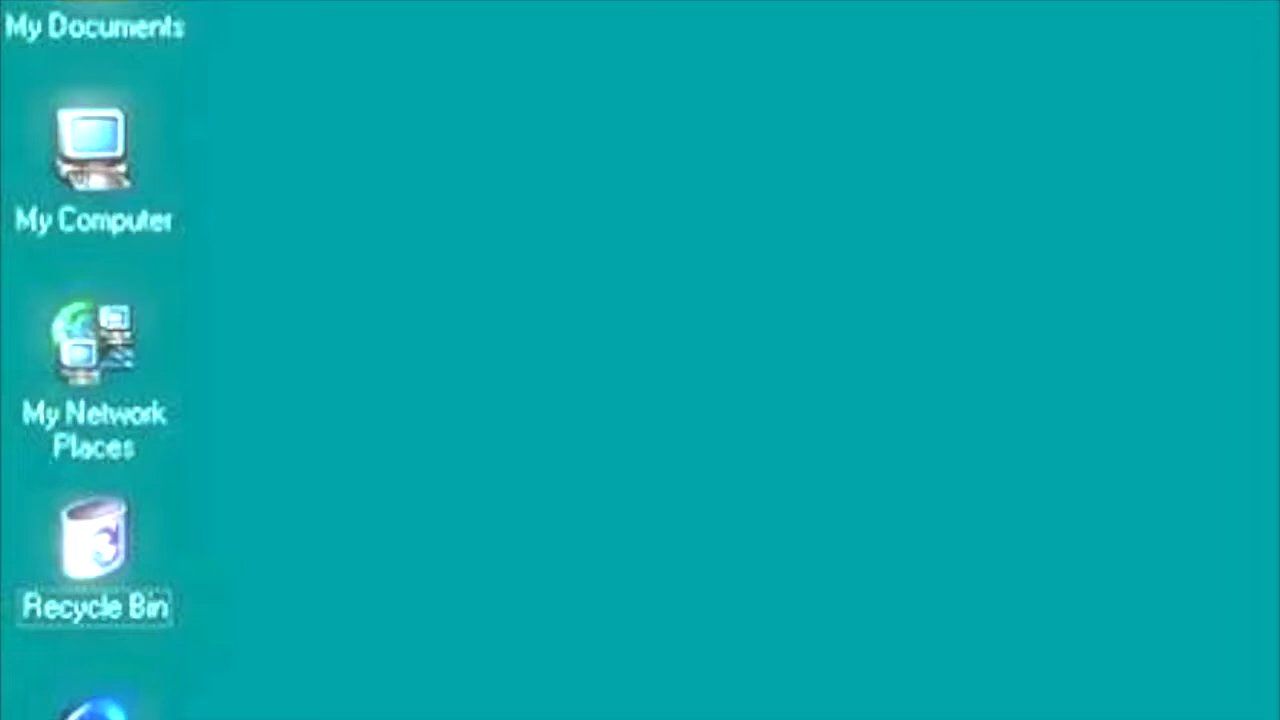 My Documents
My Computer
My Network
Places
Recycle Bin